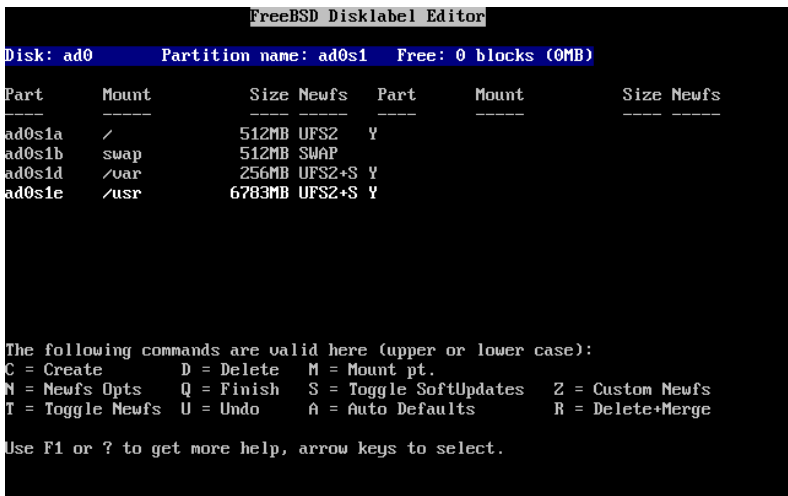 FreeBSD Disklabel Editor
Disk: ad0 Partition name: ad0s1 Free: 0 blocks (0MB)
Part Mount Size Newfs Part Mount Size Newfs
---- ----- ---- ----- ---- ----- ---- -----
ad0s1a / 512MB UFS2 Y
ad0s1b swap 512MB SWAP
ad0s1d /var 256MB UFS2+S Y
ad0s1e /usr 6783MB UFS2+S Y
The following commands are valid here (upper or lower case):
C = Create D = Delete M = Mount pt.
N = Newfs Opts Q = Finish S = Toggle SoftUpdates Z = Custom Newfs
T = Toggle Newfs U = Undo A = Auto Defaults R = Delete+Merge
Use F1 or ? to get more help, arrow keys to select.